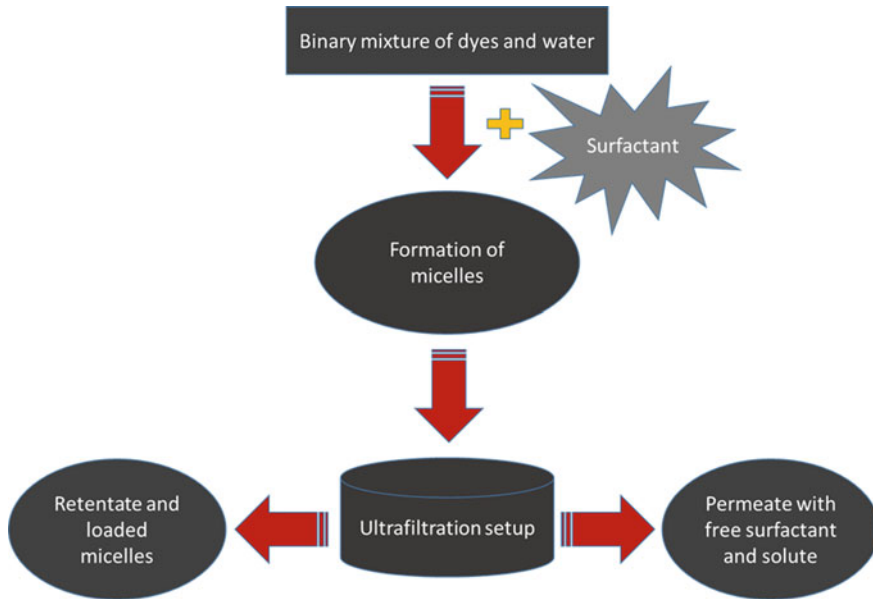 Binary mixture of dyes and water
Surfactant
Formation of
micelles
Retentate and
loaded
micelles
Ultrafiltration setup
Permeate with
free surfactant
and solute